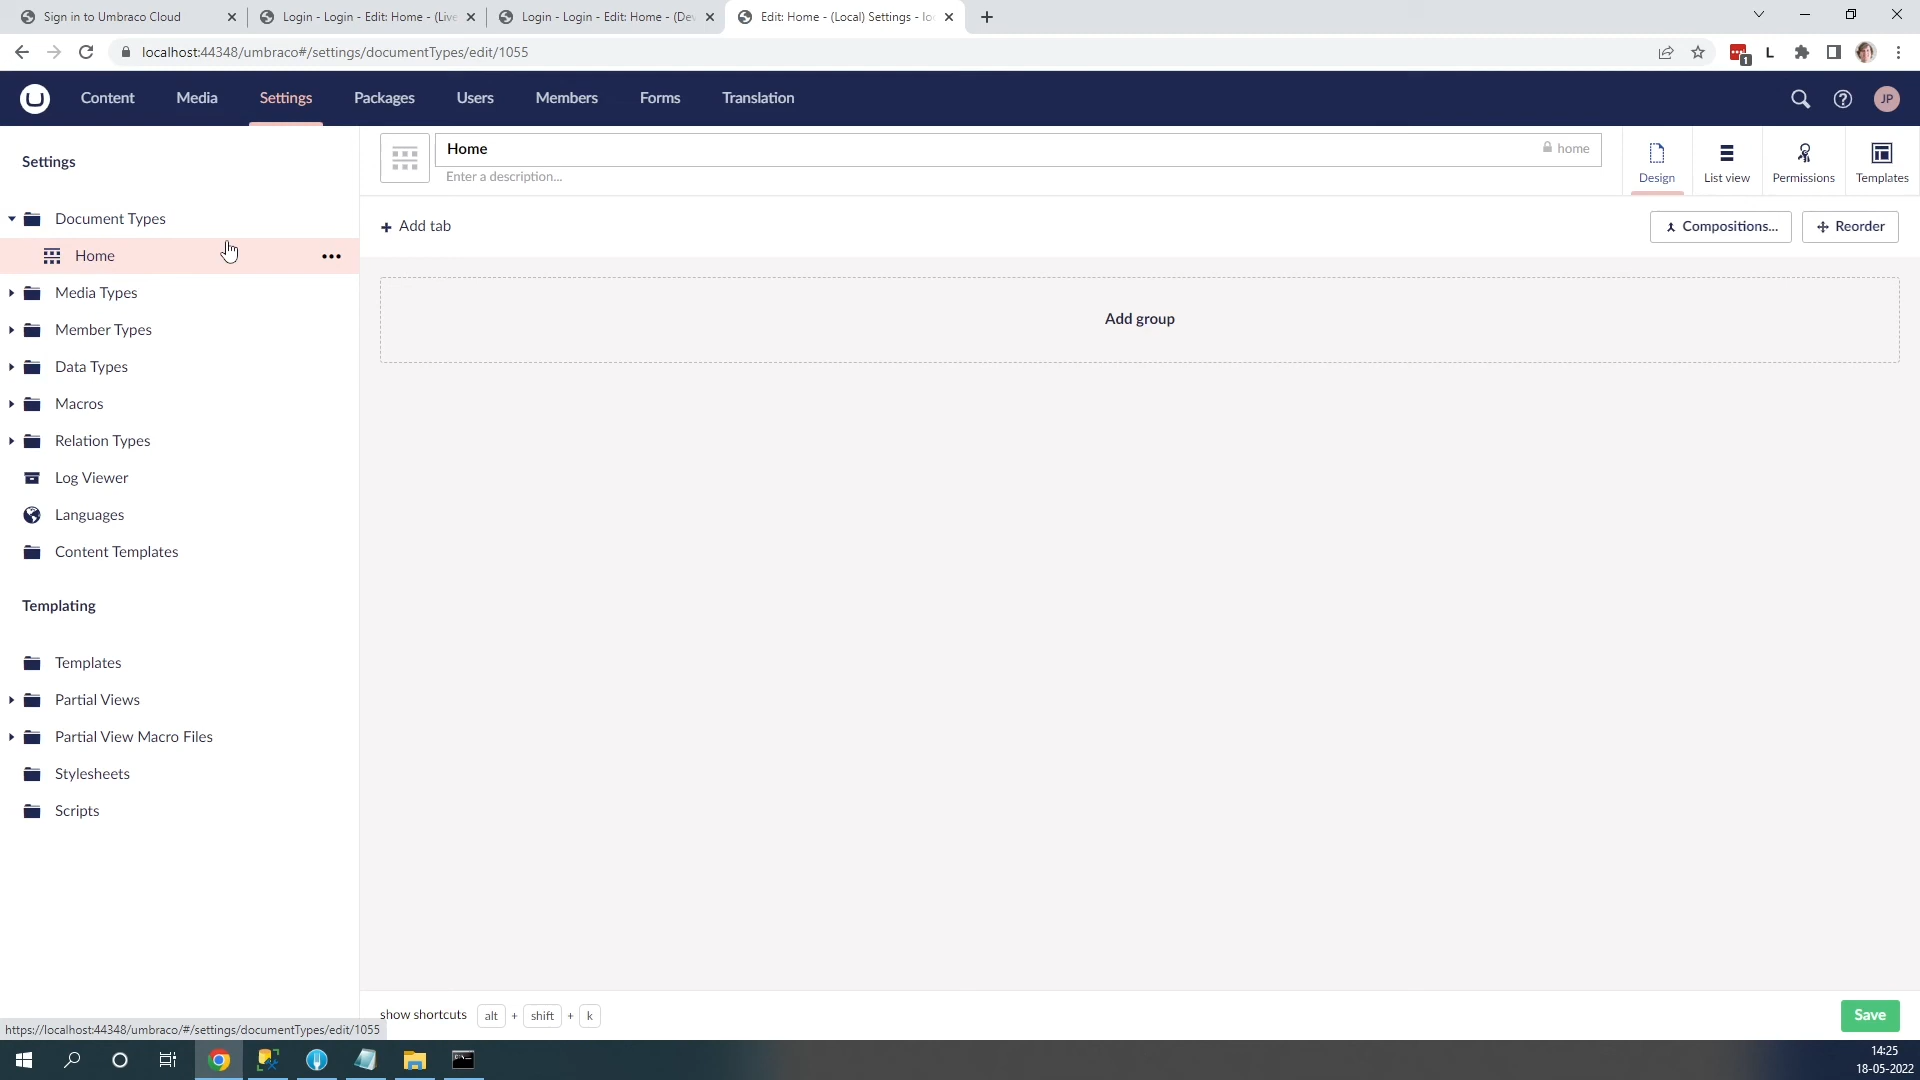 Sign in to Umbraco Cloud
Login - Login - Edit: Home - (Live
Login - Login - Edit: Home - (Dev
Edit: Home - (Local) Settings - loc
localhost:44348/umbraco#/settings/documentTypes/edit/1055
1
L
Content
Media
Settings
Packages
Users
Members
Forms
Translation
JP
Settings
Document Types
Home
Media Types
Member Types
Data Types
Macros
Relation Types
Log Viewer
Languages
Content Templates
Templating
Templates
Partial Views
Partial View Macro Files
Stylesheets
Scripts
Home
home
Enter a description...
Design
List view
Permissions
Templates
+ Add tab
Compositions...
Reorder
Add group
show shortcuts alt + shift + k
Save
https://localhost:44348/umbraco/#/settings/documentTypes/edit/1055
14:25
18-05-2022